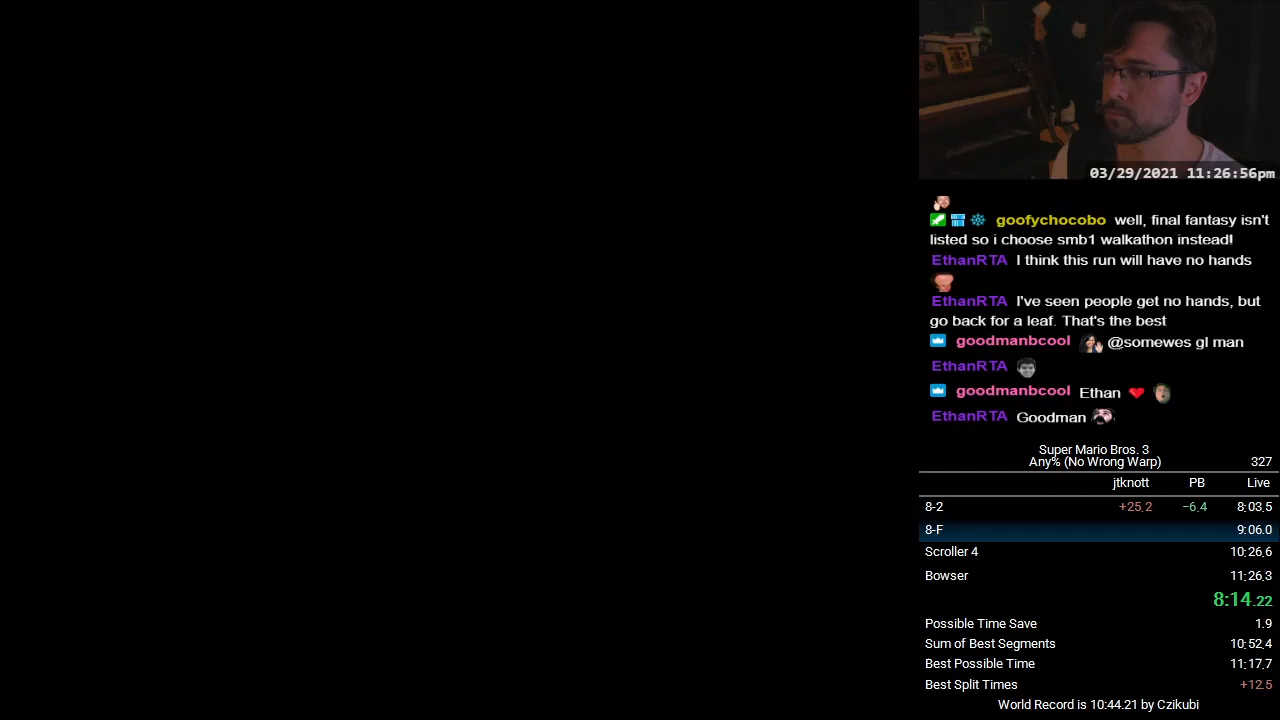 03/29/2021 11:26:56pm
goofychocobo well, final fantasy isn't
listed so i choose smb1 walkathon instead!
EthanRTA I think this run will have no hands
EthanRTA I've seen people get no hands, but
go back for a leaf. That's the best
goodmanbcool @somewes gl man
EthanRTA
goodmanbcool Ethan
EthanRTA Goodman
Super Mario Bros. 3
Any% (No Wrong Warp) 327
jtknott PB Live
8-2 +25.2 −6.4 8:03.5
8-F 9:06.0
Scroller 4 10:26.6
Bowser 11:26.3
8:14.22
Possible Time Save 1.9
Sum of Best Segments 10:52.4
Best Possible Time 11:17.7
Best Split Times +12.5
World Record is 10:44.21 by Czikubi